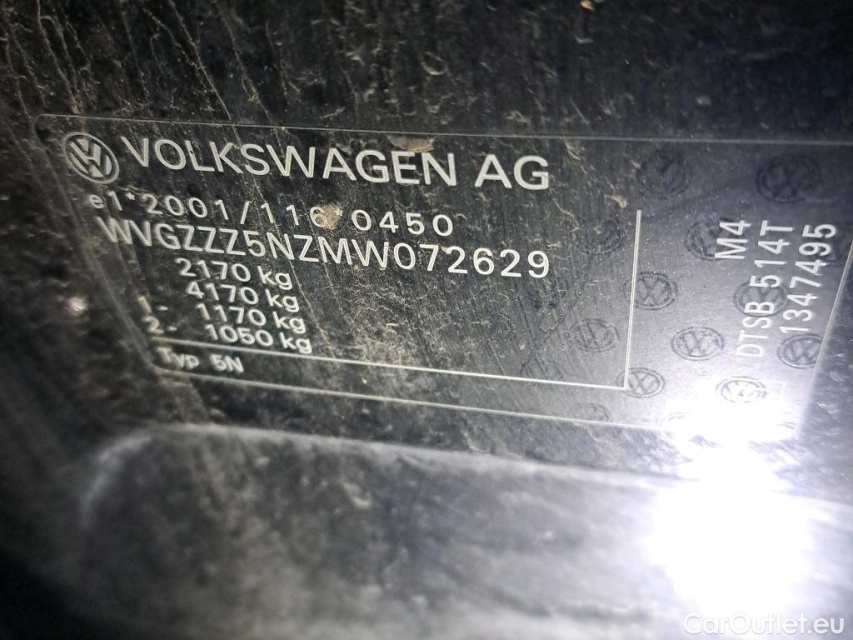 VOLKSWAGEN AG
e1*2001/116*0450
WVGZZZ5NZMW072629
2170 kg
4170 kg
1- 1170 kg
2- 1050 kg
Typ 5N
M4
DTSB 514T
1347495
CarOutlet.eu